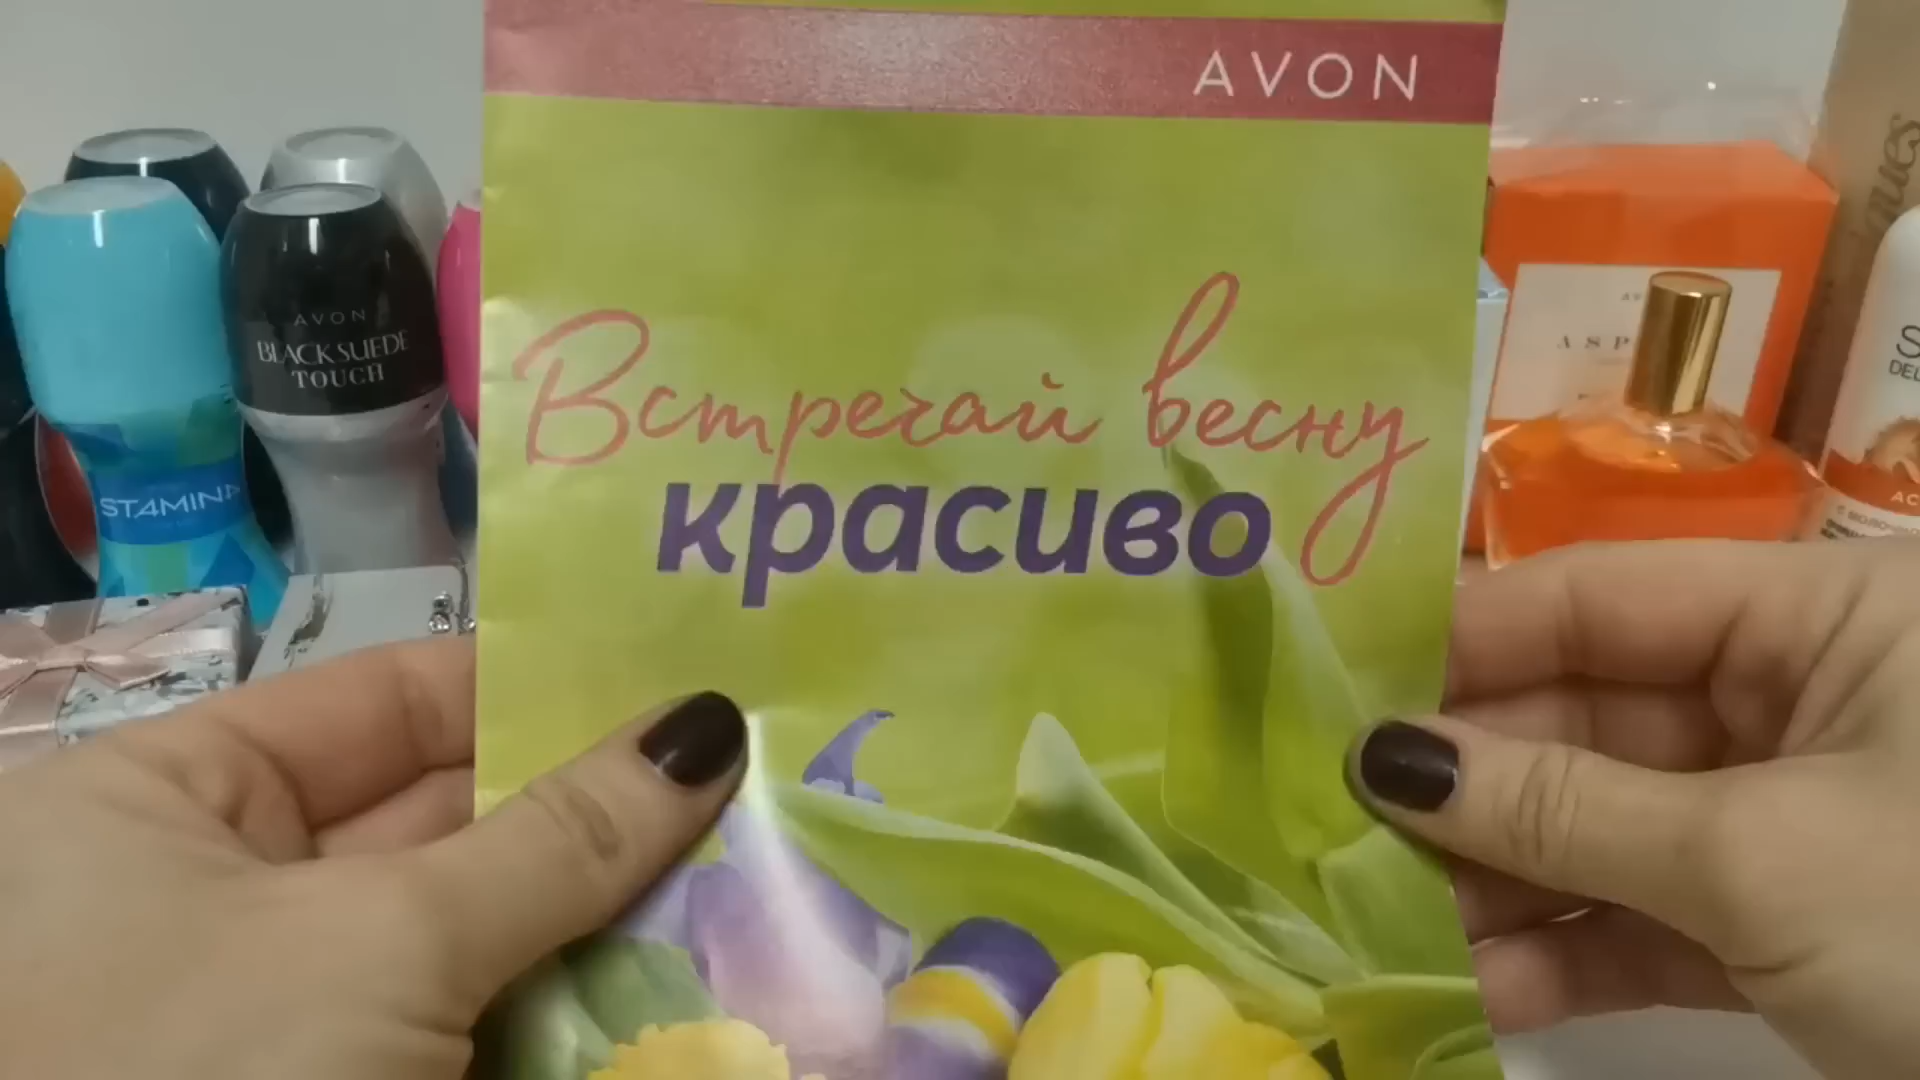 AVON
Встречай весну
красиво
AVON
BLACK SUEDE
TOUCH
STAMINA